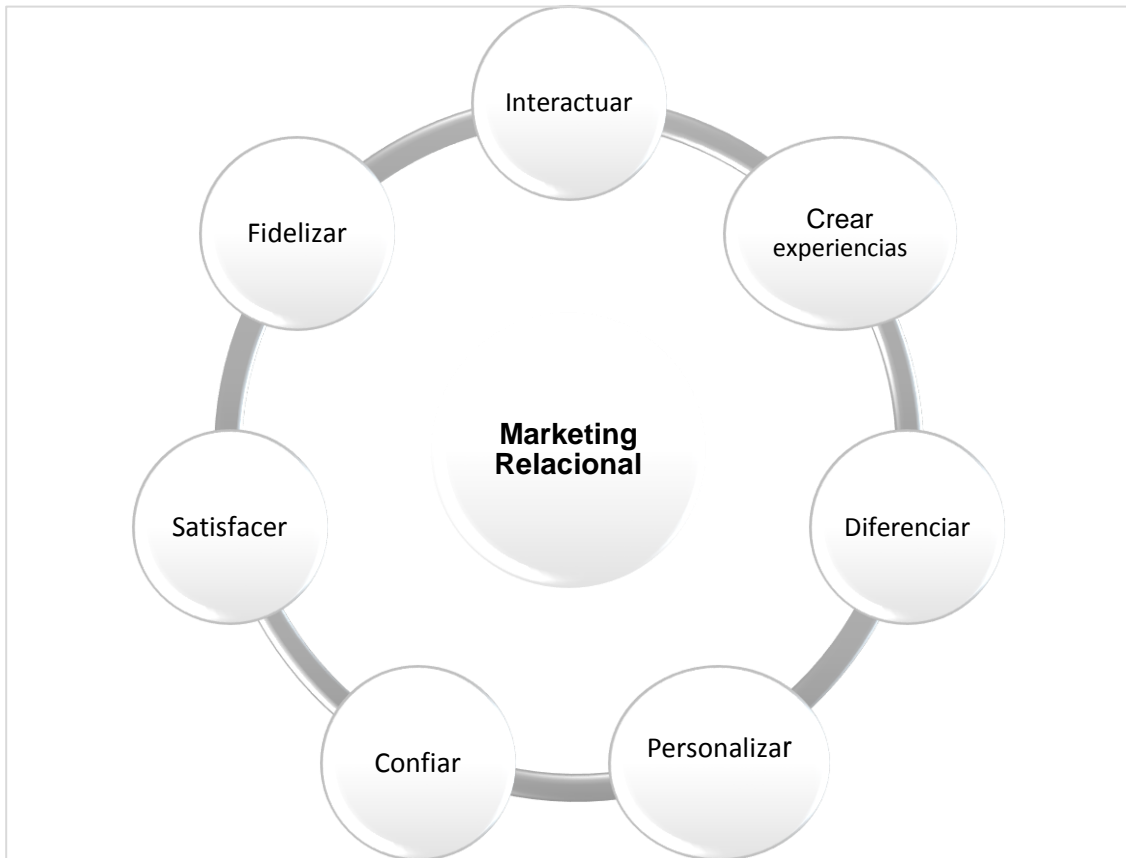 Interactuar
Crear
experiencias
Diferenciar
Personalizar
Confiar
Satisfacer
Fidelizar
Marketing
Relacional